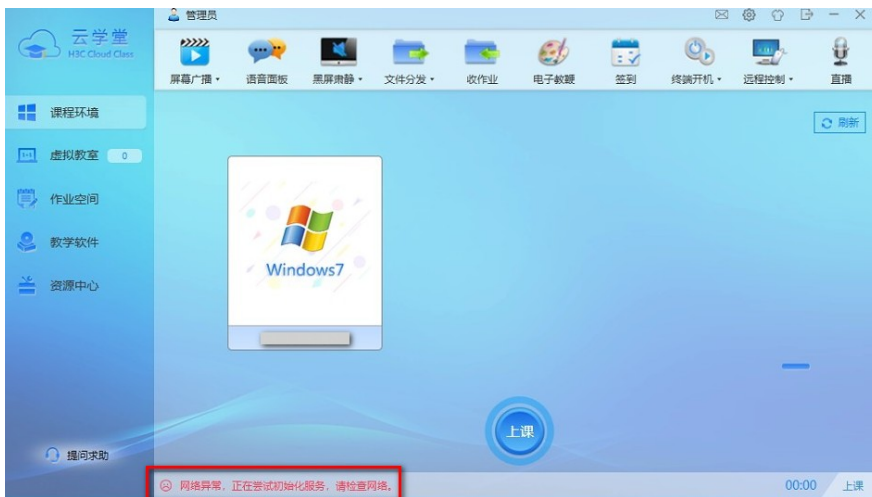 云学堂
H3C Cloud Class
管理员
屏幕广播
语音面板
黑屏肃静
文件分发
收作业
电子教鞭
签到
终端开机
远程控制
直播
课程环境
虚拟教室 0
作业空间
教学软件
资源中心
刷新
Windows7
上课
提问求助
网络异常，正在尝试初始化服务，请检查网络。
00:00 上课